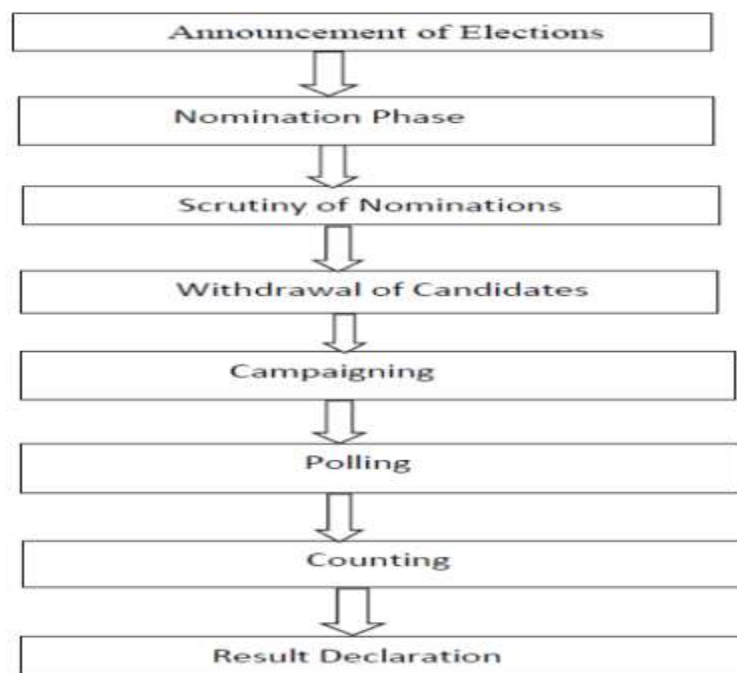 Announcement of Elections
Nomination Phase
Scrutiny of Nominations
Withdrawal of Candidates
Campaigning
Polling
Counting
Result Declaration